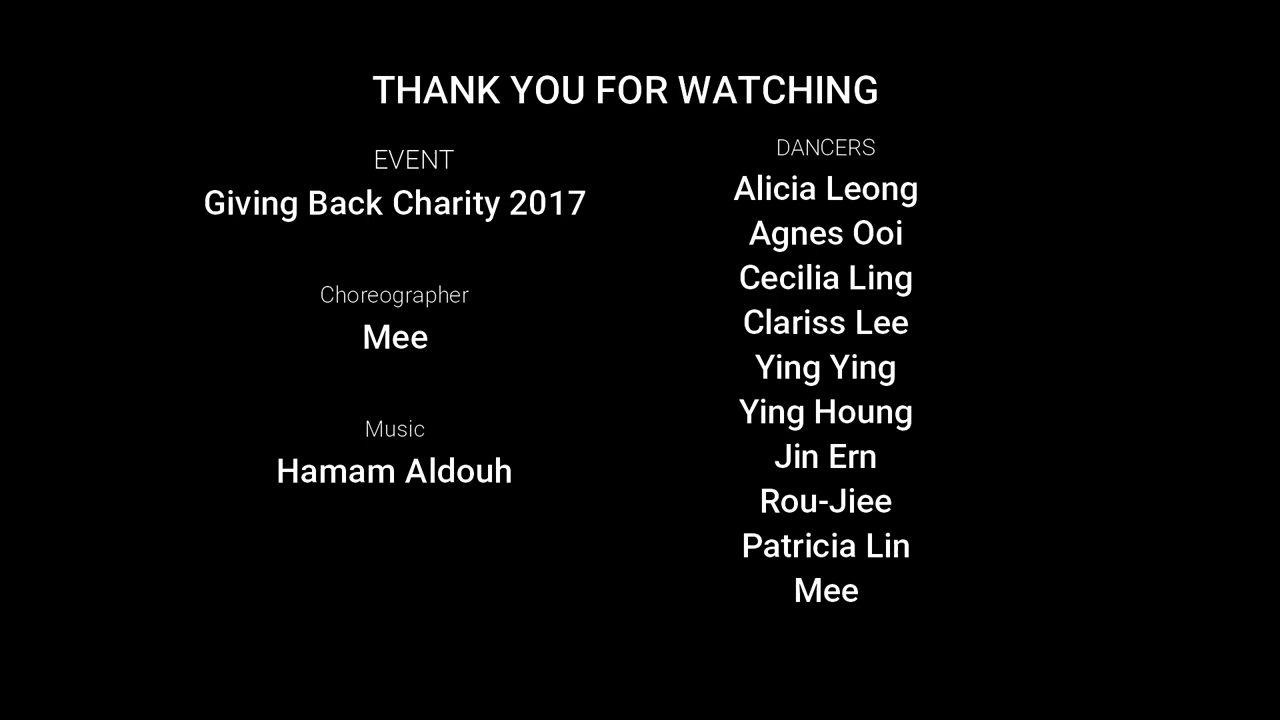 THANK YOU FOR WATCHING
EVENT
Giving Back Charity 2017
Choreographer
Mee
Music
Hamam Aldouh
DANCERS
Alicia Leong
Agnes Ooi
Cecilia Ling
Clariss Lee
Ying Ying
Ying Houng
Jin Ern
Rou-Jiee
Patricia Lin
Mee